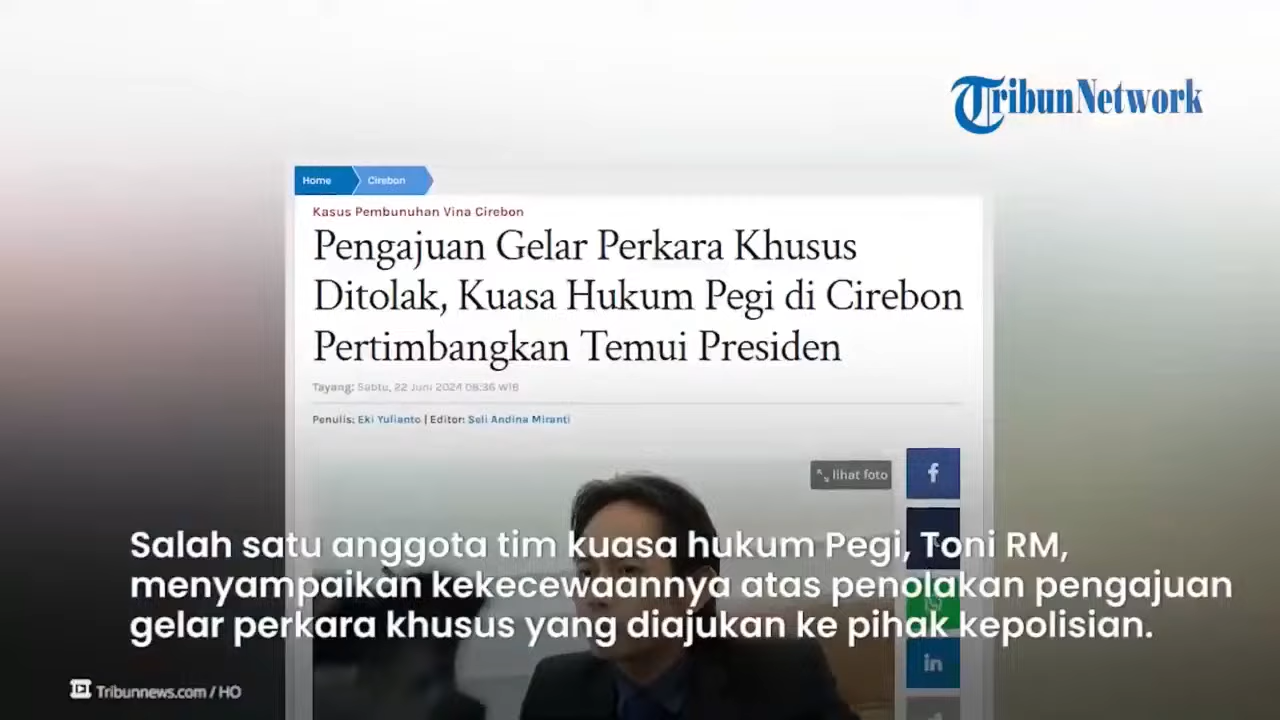 TribunNetwork
Home
Cirebon
Kasus Pembunuhan Vina Cirebon
Pengajuan Gelar Perkara Khusus
Ditolak, Kuasa Hukum Pegi di Cirebon
Pertimbangkan Temui Presiden
Tayang: Sabtu, 22 Juni 2024 08:36 WIB
Penulis: Eki Yulianto | Editor: Seli Andina Miranti
lihat foto
Salah satu anggota tim kuasa hukum Pegi, Toni RM,
menyampaikan kekecewaannya atas penolakan pengajuan
gelar perkara khusus yang diajukan ke pihak kepolisian.
Tribunnews.com / HO